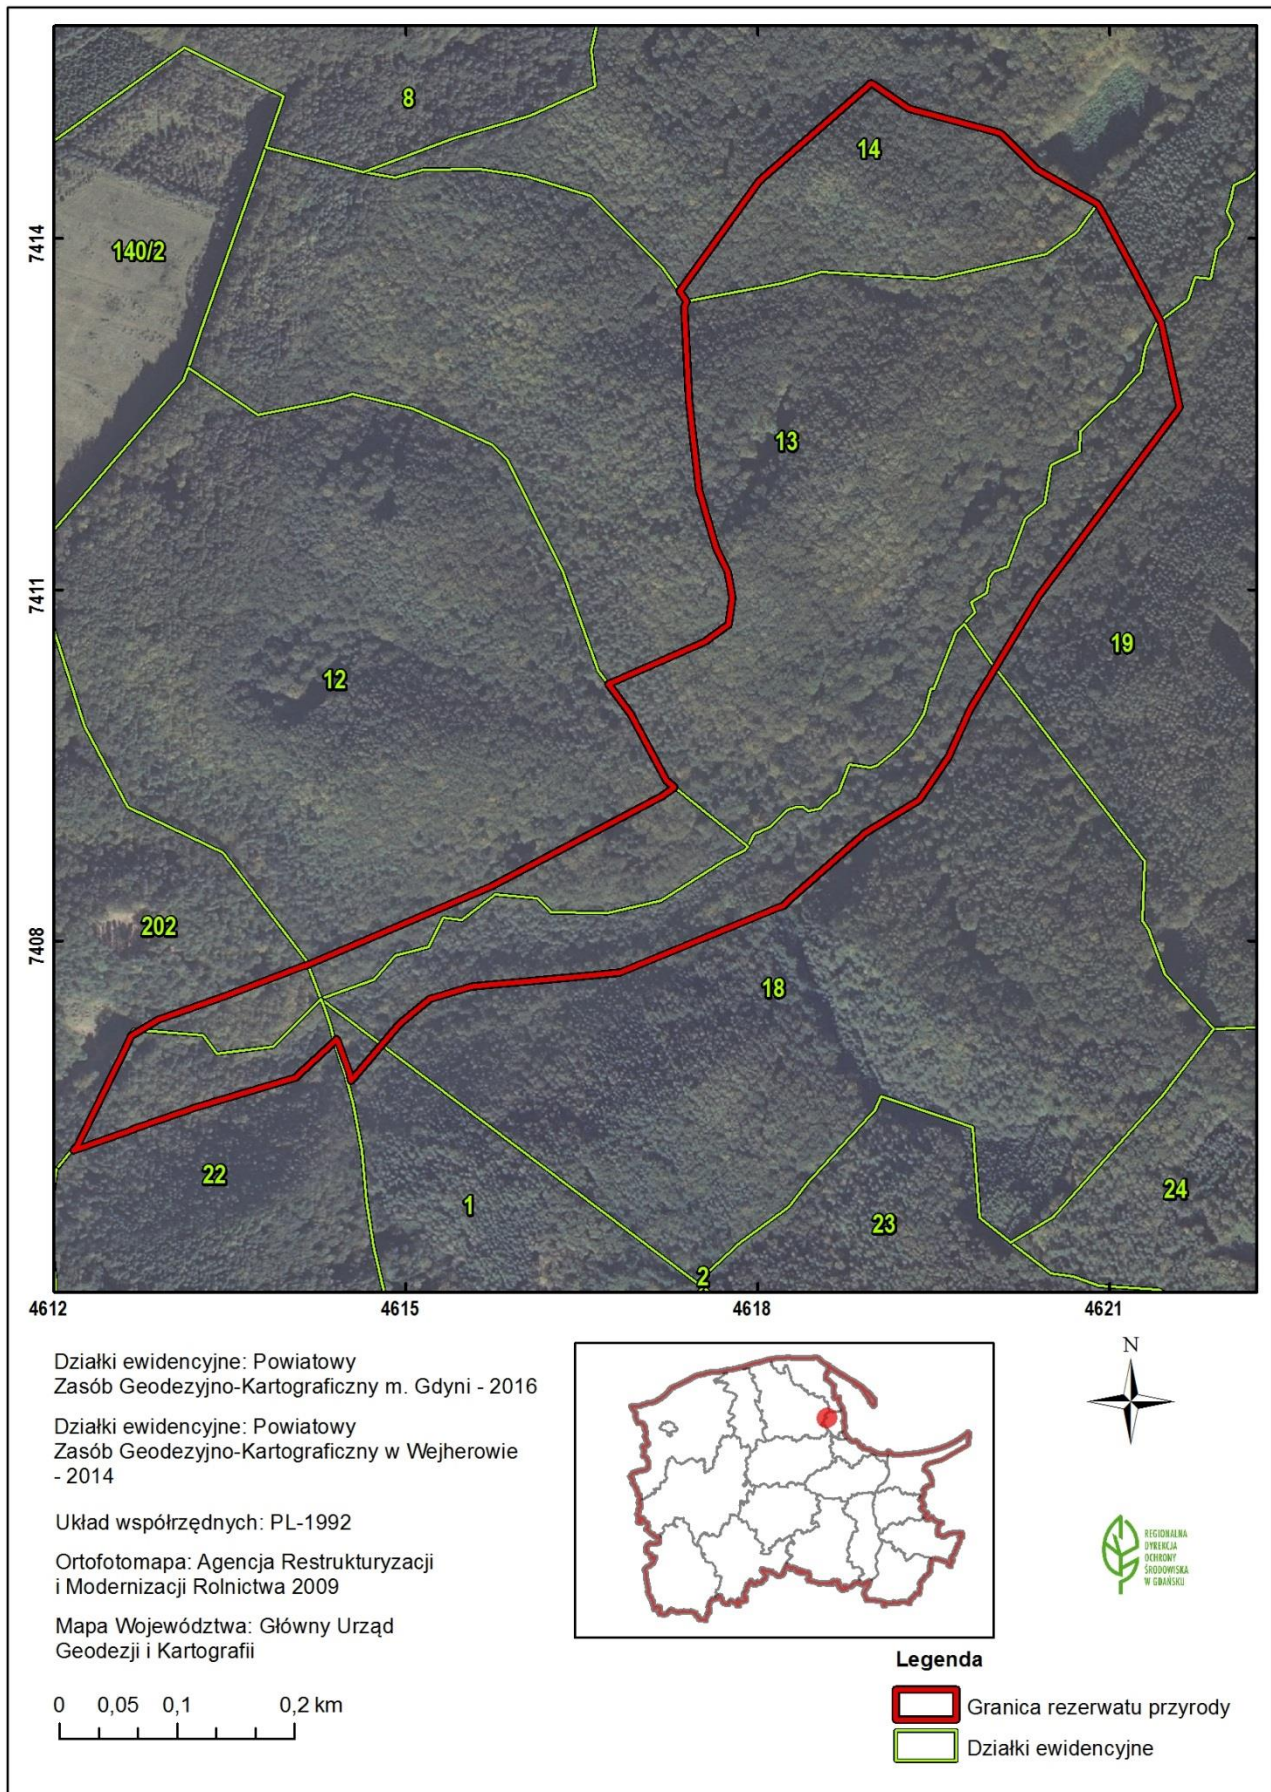 8
14
140/2
7414
13
7411
12
19
202
7408
18
22
1
24
23
2
4612
4615
4618
4621
Działki ewidencyjne: Powiatowy
Zasób Geodezyjno-Kartograficzny m. Gdyni - 2016
Działki ewidencyjne: Powiatowy
Zasób Geodezyjno-Kartograficzny w Wejherowie
- 2014
Układ współrzędnych: PL-1992
Ortofotomapa: Agencja Restrukturyzacji
i Modernizacji Rolnictwa 2009
Mapa Województwa: Główny Urząd
Geodezji i Kartografii
0 0,05 0,1 0,2 km
N
REGIONALNA
DYREKCJA
OCHRONY
ŚRODOWISKA
W GDAŃSKU
Legenda
Granica rezerwatu przyrody
Działki ewidencyjne